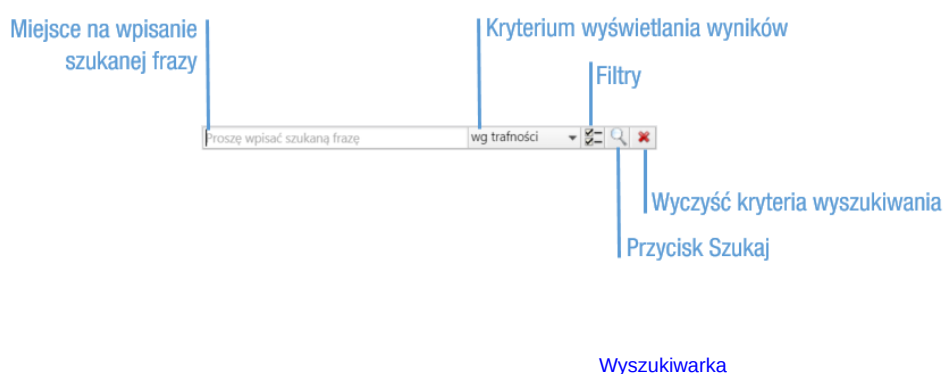 Miejsce na wpisanie
szukanej frazy
Kryterium wyświetlania wyników
Filtry
Proszę wpisać szukaną frazę
wg trafności
Wyczyść kryteria wyszukiwania
Przycisk Szukaj
Wyszukiwarka